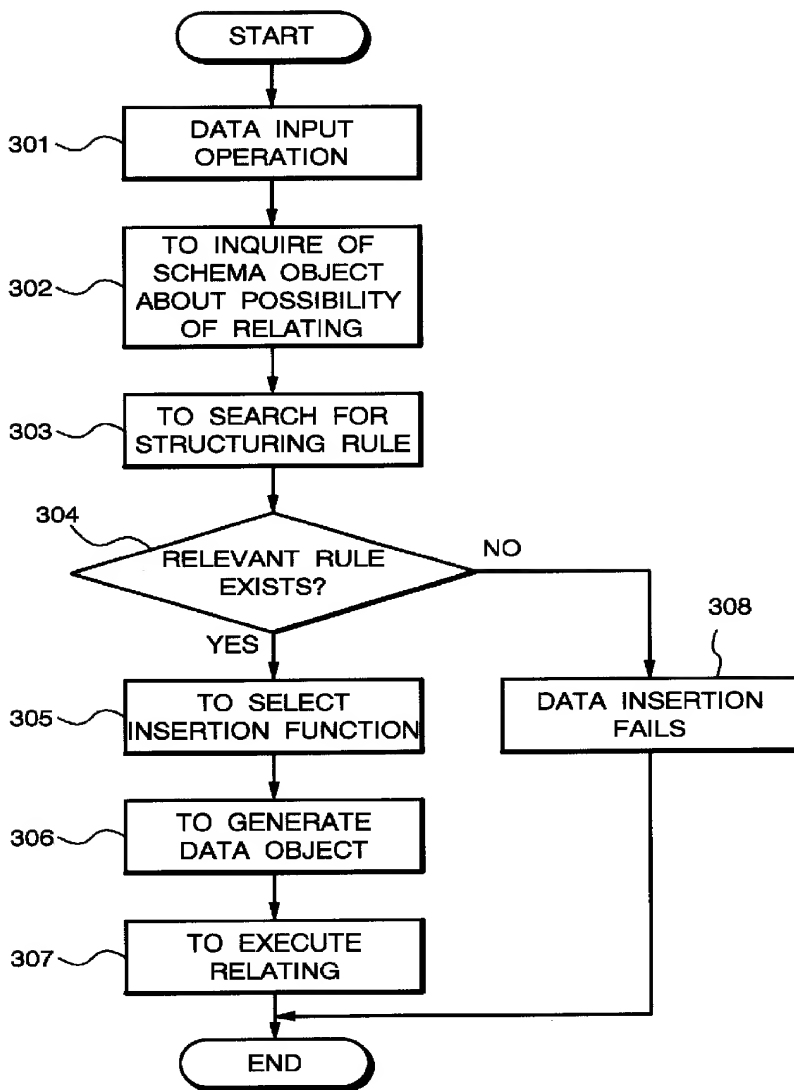 START
301
DATA INPUT
OPERATION
302
TO INQUIRE OF
SCHEMA OBJECT
ABOUT POSSIBILITY
OF RELATING
303
TO SEARCH FOR
STRUCTURING RULE
304
RELEVANT RULE
EXISTS?
NO
YES
308
305
TO SELECT
INSERTION FUNCTION
DATA INSERTION
FAILS
306
TO GENERATE
DATA OBJECT
307
TO EXECUTE
RELATING
END